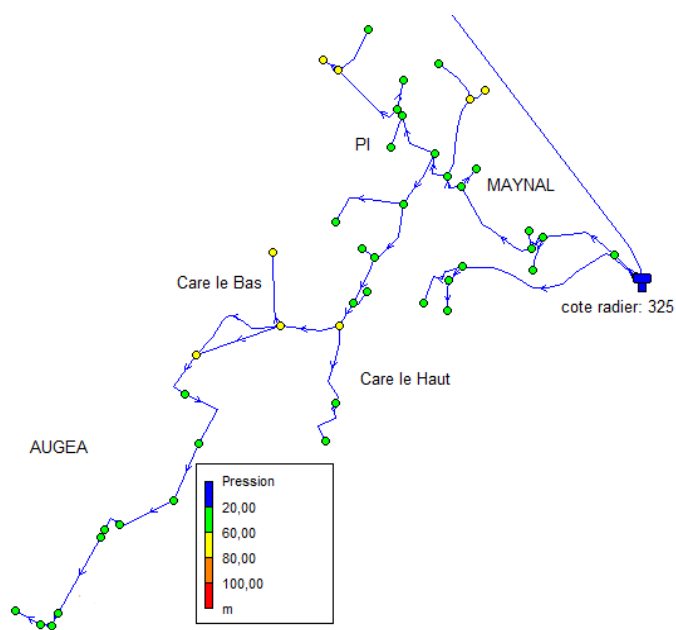 PI
MAYNAL
Care le Bas
cote radier: 325
Care le Haut
AUGEA
Pression
20,00
60,00
80,00
100,00
m